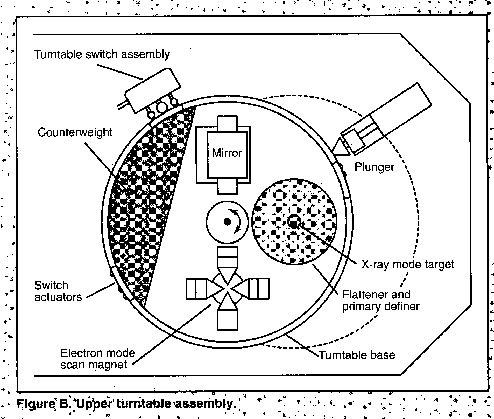 Turntable switch assembly
Counterweight
Mirror
Plunger
X-ray mode target
Switch
actuators
Flattener and
primary definer
Electron mode
scan magnet
Turntable base
Figure B. Upper turntable assembly.